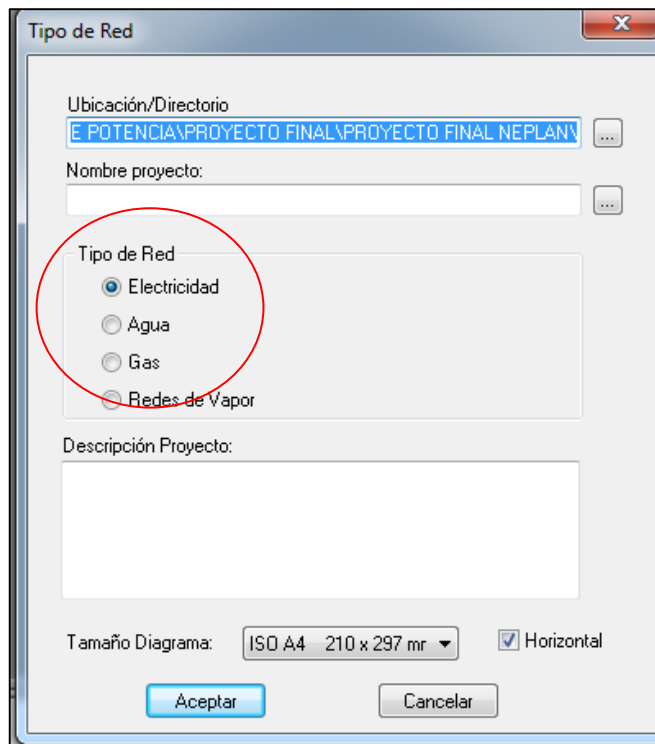 Tipo de Red
Ubicación/Directorio
E POTENCIA\PROYECTO FINAL\PROYECTO FINAL NEPLAN\
...
Nombre proyecto:
...
Tipo de Red
Electricidad
Agua
Gas
Redes de Vapor
Descripción Proyecto:
Tamaño Diagrama: ISO A4 210 x 297 mr Horizontal
Aceptar Cancelar